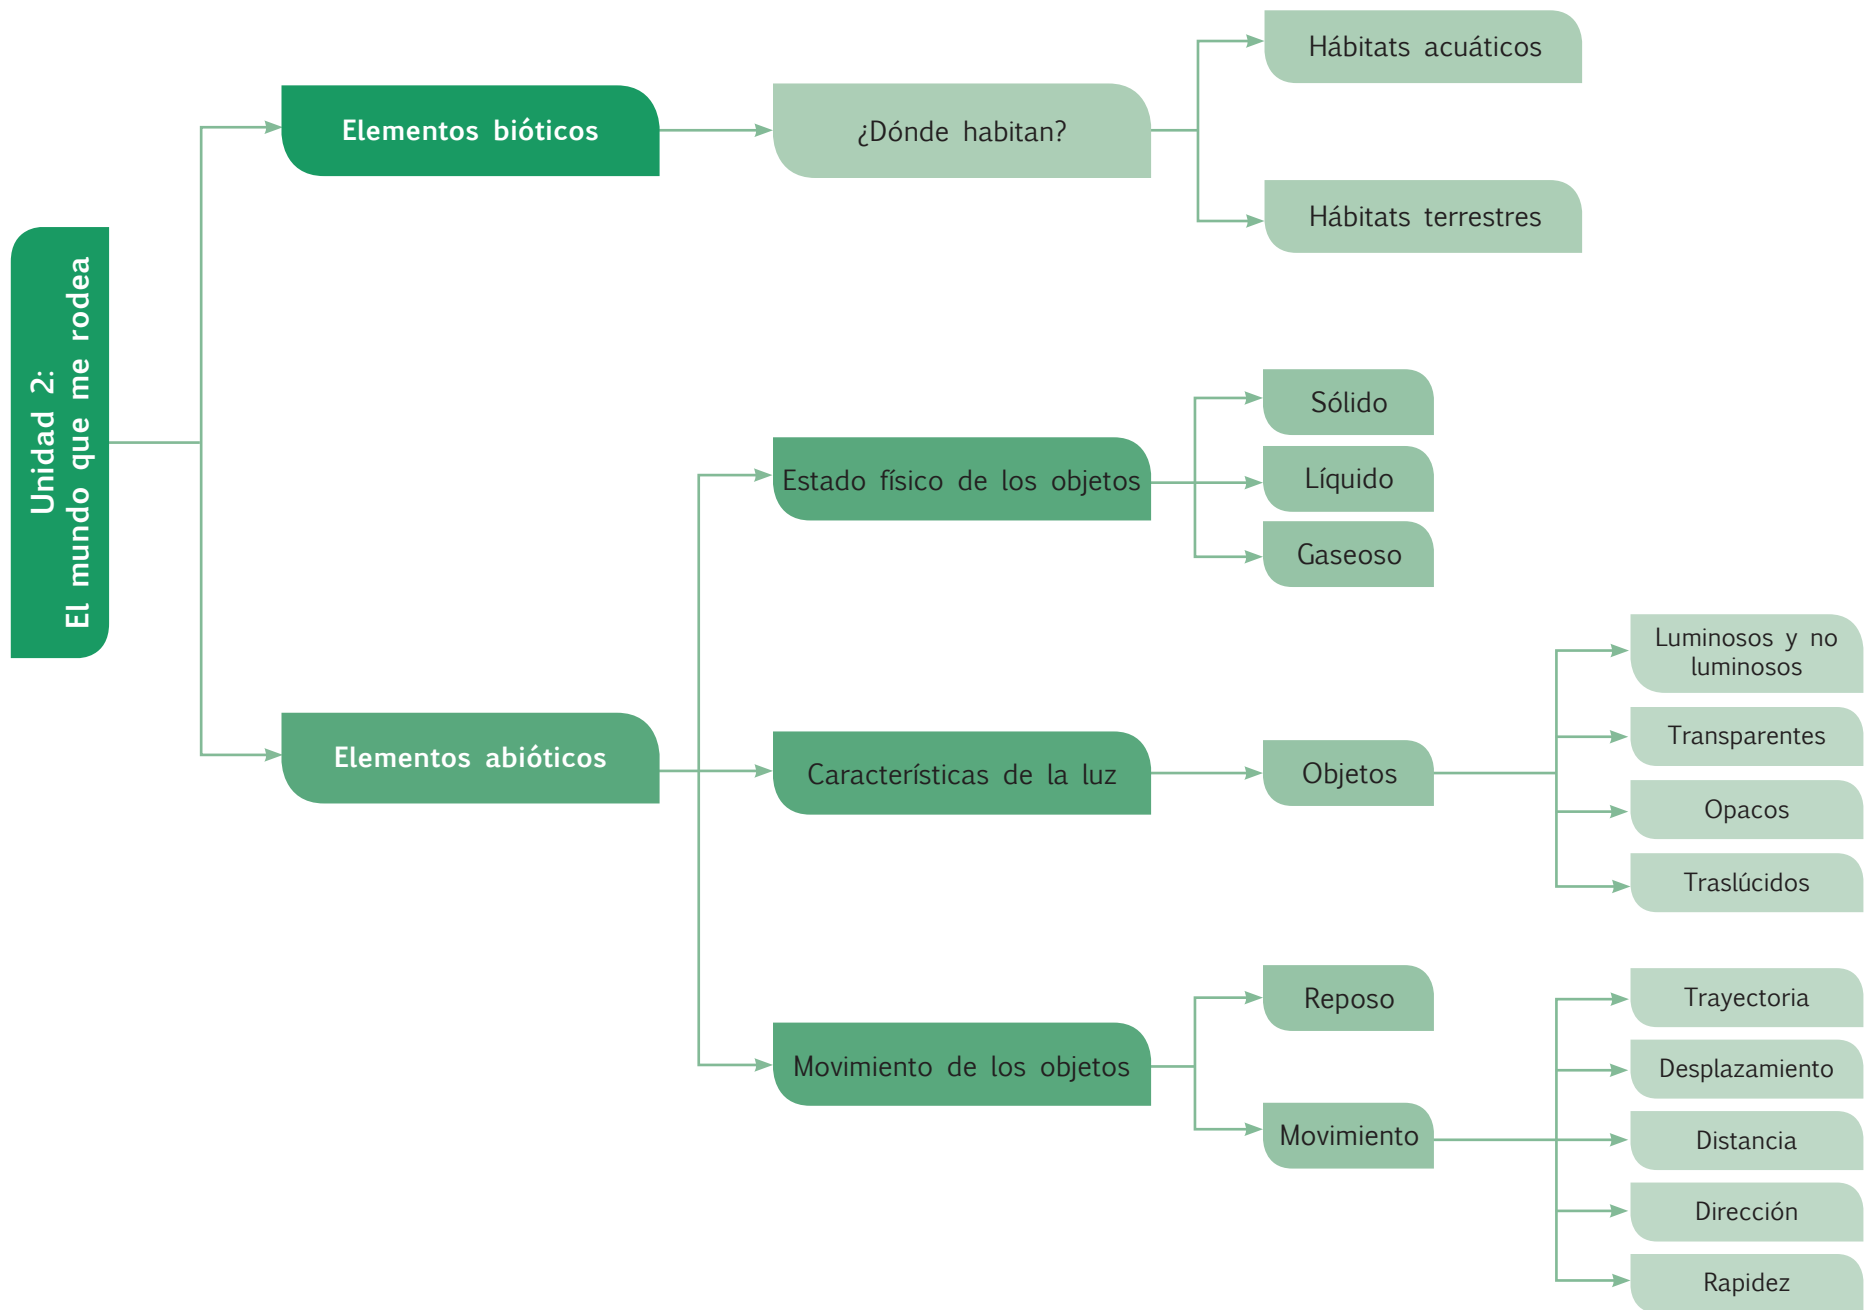 Unidad 2:
El mundo que me rodea
Elementos bióticos
¿Dónde habitan?
Hábitats acuáticos
Hábitats terrestres
Elementos abióticos
Estado físico de los objetos
Sólido
Líquido
Gaseoso
Características de la luz
Objetos
Luminosos y no
luminosos
Transparentes
Opacos
Traslúcidos
Movimiento de los objetos
Reposo
Movimiento
Trayectoria
Desplazamiento
Distancia
Dirección
Rapidez